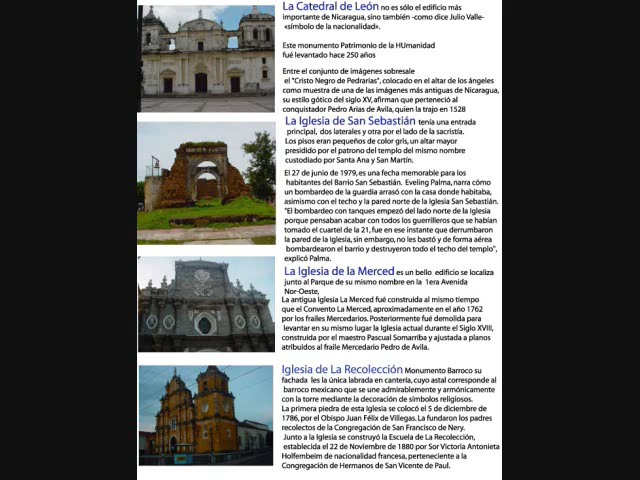 La Catedral de León no es sólo el edificio más
importante de Nicaragua, sino también -como dice Julio Valle-
«símbolo de la nacionalidad».
Este monumento Patrimonio de la HUmanidad
fué levantado hace 250 años
Entre el conjunto de imágenes sobresale
el "Cristo Negro de Pedrarias", colocado en el altar de los ángeles
como muestra de una de las imágenes más antiguas de Nicaragua,
su estilo gótico del siglo XV, afirman que perteneció al
conquistador Pedro Arias de Avila, quien la trajo en 1528
La Iglesia de San Sebastián tenía una entrada
principal, dos laterales y otra por el lado de la sacristía.
Los pisos eran pequeños de color gris, un altar mayor
presidido por el patrono del templo del mismo nombre
custodiado por Santa Ana y San Martín.
El 27 de junio de 1979, es una fecha memorable para los
habitantes del Barrio San Sebastián. Eveling Palma, narra cómo
un bombardeo de la guardia arrasó con la casa donde habitaba,
asimismo con el techo y la pared norte de la Iglesia San Sebastián.
"El bombardeo con tanques empezó del lado norte de la Iglesia
porque pensaban acabar con todos los guerrilleros que se habían
tomado el cuartel de la 21, fue en ese instante que derrumbaron
la pared de la Iglesia, sin embargo, no les bastó y de forma aérea
bombardearon el barrio y destruyeron todo el techo del templo",
explicó Palma.
La Iglesia de la Merced es un bello edificio se localiza
junto al Parque de su mismo nombre en la 1era Avenida
Nor-Oeste,
La antigua Iglesia La Merced fué construida al mismo tiempo
que el Convento La Merced, aproximadamente en el año 1762
por los frailes Mercedarios. Posteriormente fué demolida para
levantar en su mismo lugar la Iglesia actual durante el Siglo XVIII,
construida por el maestro Pascual Somarriba y ajustada a planos
atribuidos al fraile Mercedario Pedro de Avila.
Iglesia de La Recolección Monumento Barroco su
fachada les la única labrada en cantería, cuyo astal corresponde al
barroco mexicano que se une admirablemente y armónicamente
con la torre mediante la decoración de símbolos religiosos.
La primera piedra de esta Iglesia se colocó el 5 de diciembre de
1786, por el Obispo Juan Félix de Villegas. La fundaron los padres
recolectos de la Congregación de San Francisco de Nery.
Junto a la Iglesia se construyó la Escuela de La Recolección,
establecida el 22 de Noviembre de 1880 por Sor Victoria Antonieta
Holfembeim de nacionalidad francesa, perteneciente a la
Congregación de Hermanos de San Vicente de Paul.